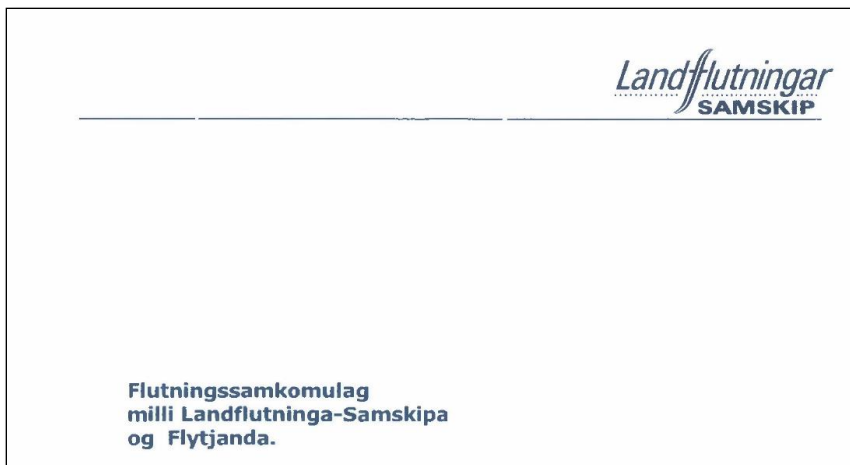 Landflutningar
SAMSKIP
Flutningssamkomulag
milli Landflutninga-Samskipa
og Flytjanda.